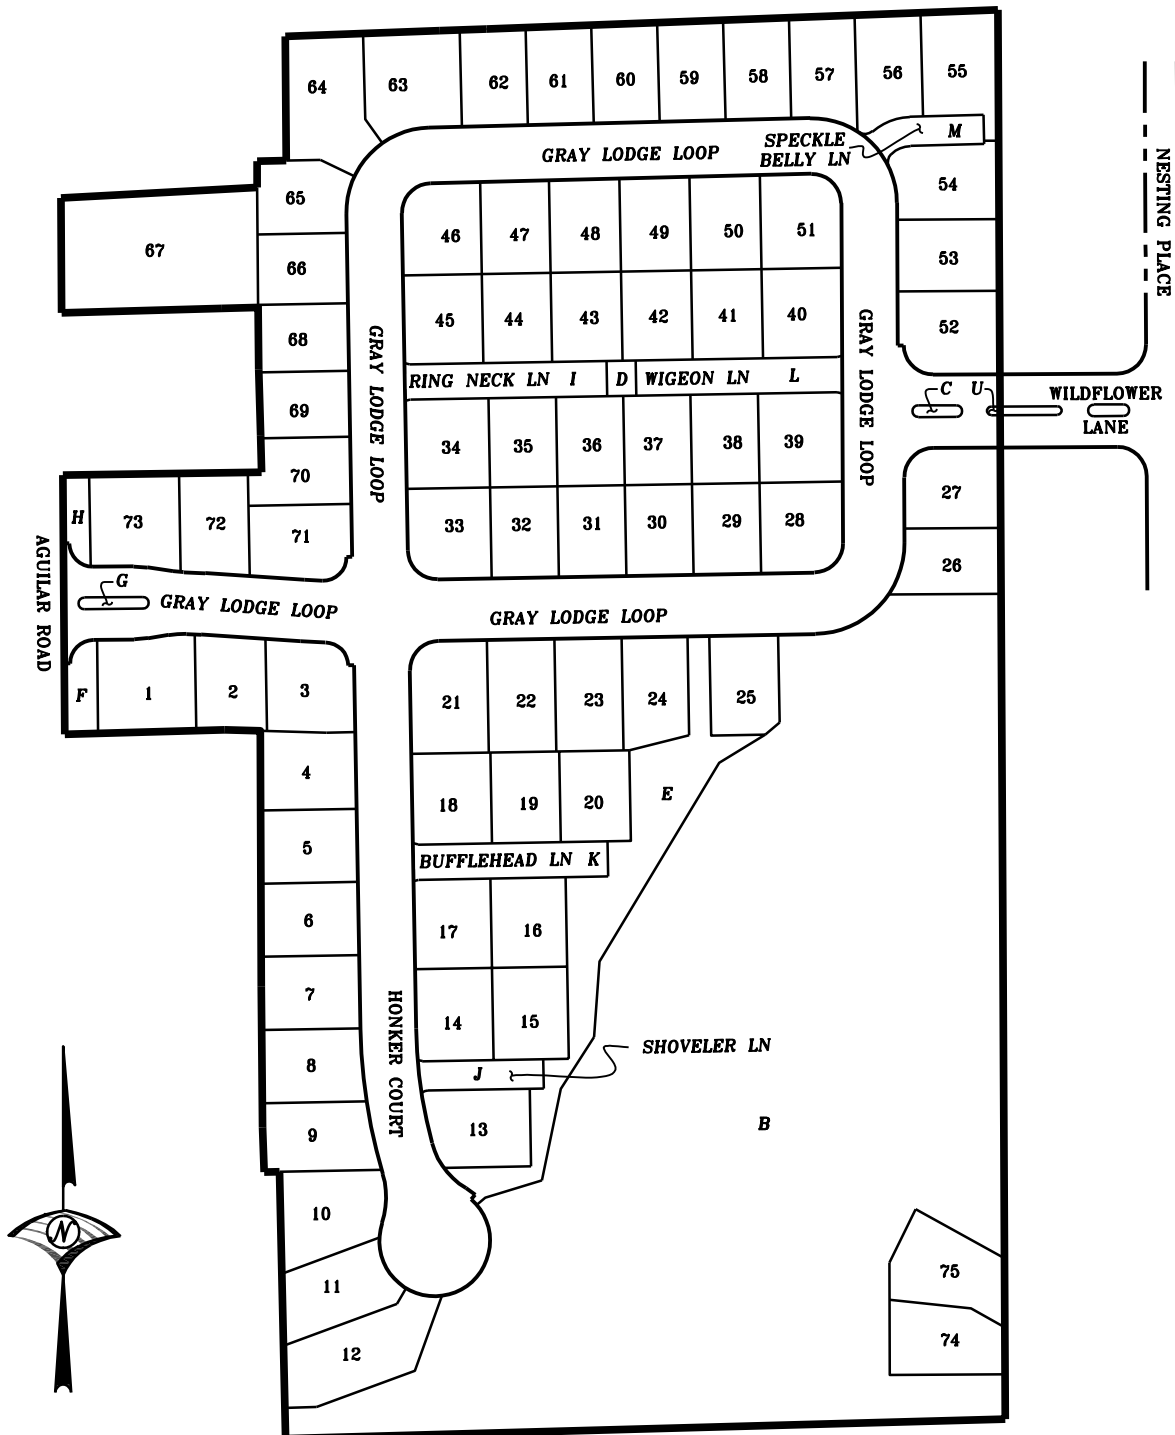 64 63 62 61 60 59 58 57 56 55
SPECKLE
BELLY LN
M
GRAY LODGE LOOP
NESTING PLACE
65
54
46 47 48 49 50 51
67
66
53
45 44 43 42 41 40
52
68
GRAY LODGE LOOP
GRAY LODGE LOOP
RING NECK LN I D WIGEON LN L
C U
WILDFLOWER
LANE
69
34 35 36 37 38 39
70
27
H 73 72
71
33 32 31 30 29 28
26
AGUILAR ROAD
G
GRAY LODGE LOOP
GRAY LODGE LOOP
F 1 2 3
21 22 23 24 25
4
18 19 20
E
5
BUFFLEHEAD LN K
6
17 16
7
HONKER COURT
14 15
SHOVELER LN
8
J
B
9
13
10
N
11
75
12
74